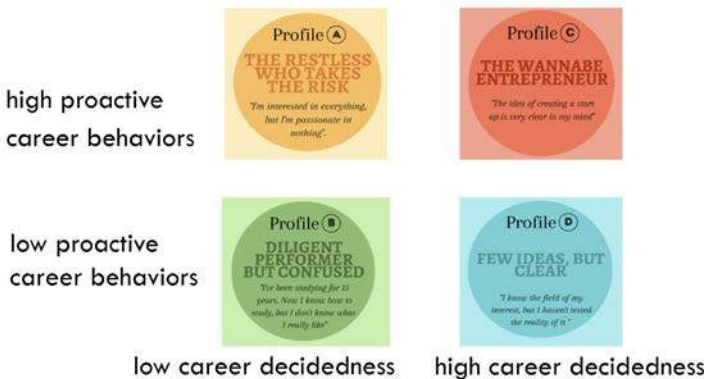 Profile A
THE RESTLESS
WHO TAKES
THE RISK
"I'm interested in everything,
but I'm passionate in
nothing".
Profile C
THE WANNABE
ENTREPRENEUR
"The idea of creating a start
up is very clear in my mind"
high proactive
career behaviors
Profile B
DILIGENT
PERFORMER
BUT CONFUSED
"I've been studying for 15
years. Now I know how to
study, but I don't know what
I really like"
Profile D
FEW IDEAS, BUT
CLEAR
"I know the field of my
interest, but I haven't tested
the reality of it "
low proactive
career behaviors
low career decidedness
high career decidedness